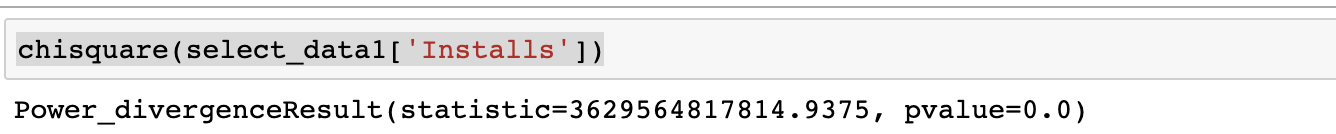 chisquare(select_data1['Installs'])
Power_divergenceResult(statistic=3629564817814.9375, pvalue=0.0)